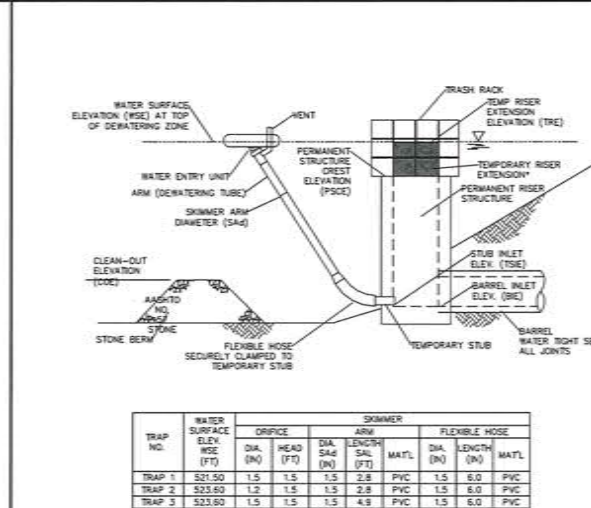 WATER SURFACE
ELEVATION (WSE) AT TOP
OF DEWATERING ZONE
VENT
TRASH RACK
TEMP RISER
EXTENSION
ELEVATION (TRE)
WATER ENTRY UNIT
ARM (DEWATERING TUBE)
SKIMMER ARM
DIAMETER (SAd)
PERMANENT
STRUCTURE
CREST
ELEVATION
(PSCE)
TEMPORARY RISER
EXTENSION*
PERMANENT RISER
STRUCTURE
CLEAN-OUT
ELEVATION
(COE)
STUB INLET
ELEV. (TSIE)
BARREL INLET
ELEV. (BIE)
AASHTO
NO.
STONE
STONE BERM
FLEXIBLE HOSE
SECURELY CLAMPED TO
TEMPORARY STUB
TEMPORARY STUB
BARREL
WATER TIGHT SE
ALL JOINTS
TRAP NO. WATER SURFACE ELEV. WSE (FT) SKIMMER
ORIFICE ARM FLEXIBLE HOSE
DIA. (IN) HEAD (FT) DIA. SAd (IN) LENGTH SAL (FT) MAT'L DIA. (IN) LENGTH (IN) MAT'L
TRAP 1 521.50 1.5 1.5 1.5 2.8 PVC 1.5 6.0 PVC
TRAP 2 523.60 1.2 1.5 1.5 2.8 PVC 1.5 6.0 PVC
TRAP 3 523.60 1.5 1.5 1.5 4.9 PVC 1.5 6.0 PVC